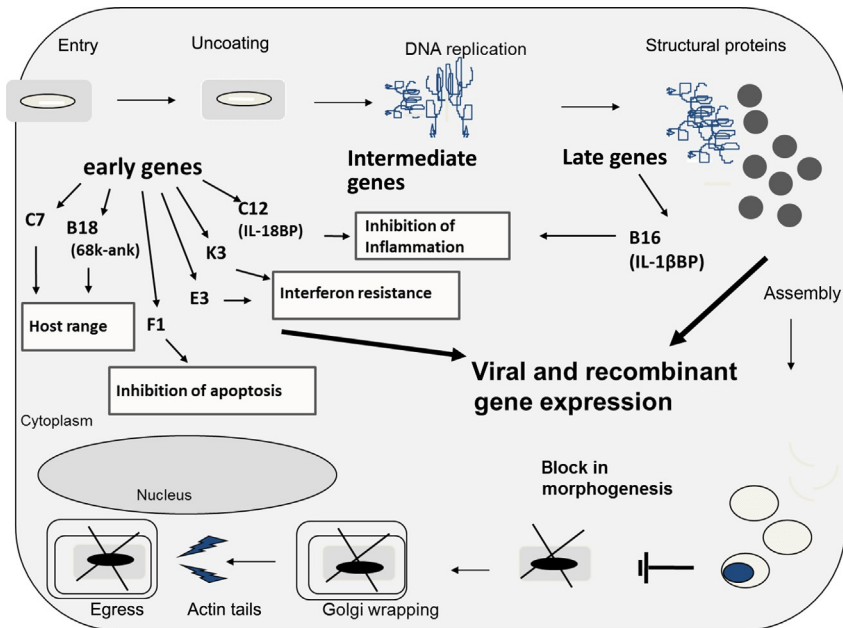 Entry
Uncoating
DNA replication
Structural proteins
early genes
Intermediate
genes
Late genes
C7
B18
(68k-ank)
C12
(IL-18BP)
K3
E3
F1
Inhibition of
Inflammation
B16
(IL-1βBP)
Interferon resistance
Assembly
Host range
Inhibition of apoptosis
Viral and recombinant
gene expression
Cytoplasm
Nucleus
Block in
morphogenesis
Egress
Actin tails
Golgi wrapping